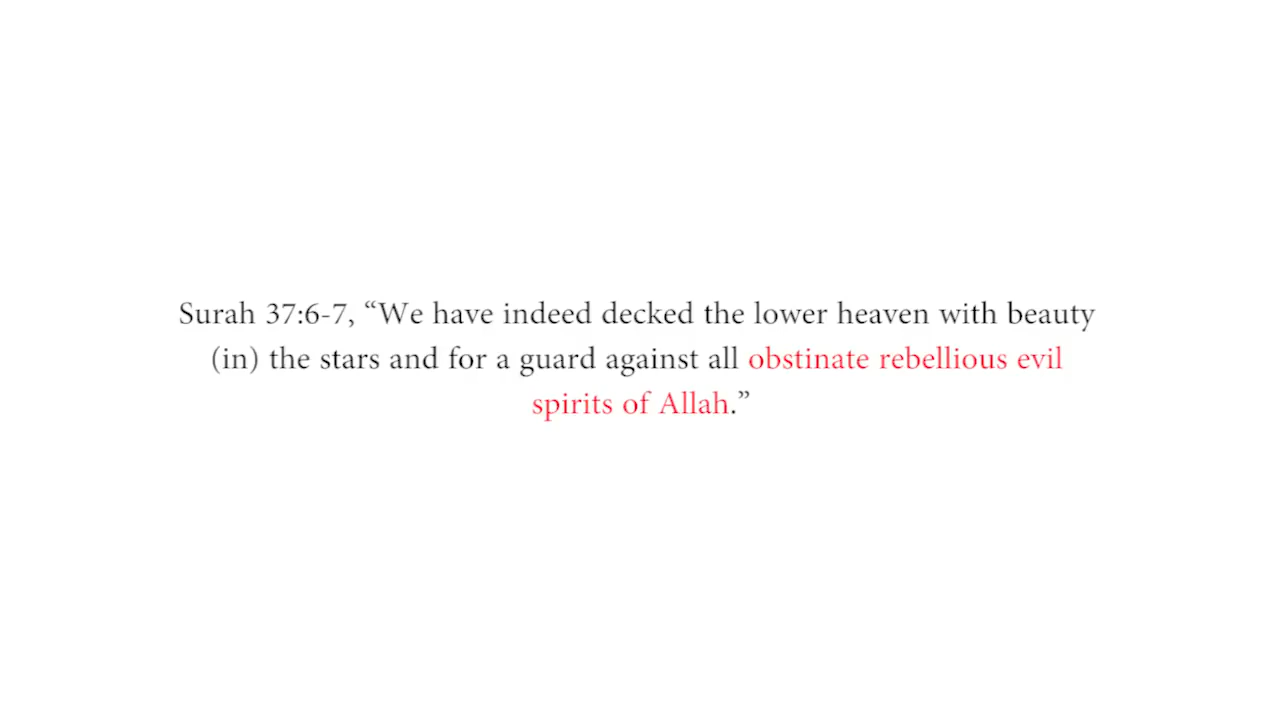 Surah 37:6-7, “We have indeed decked the lower heaven with beauty
(in) the stars and for a guard against all obstinate rebellious evil
spirits of Allah.”